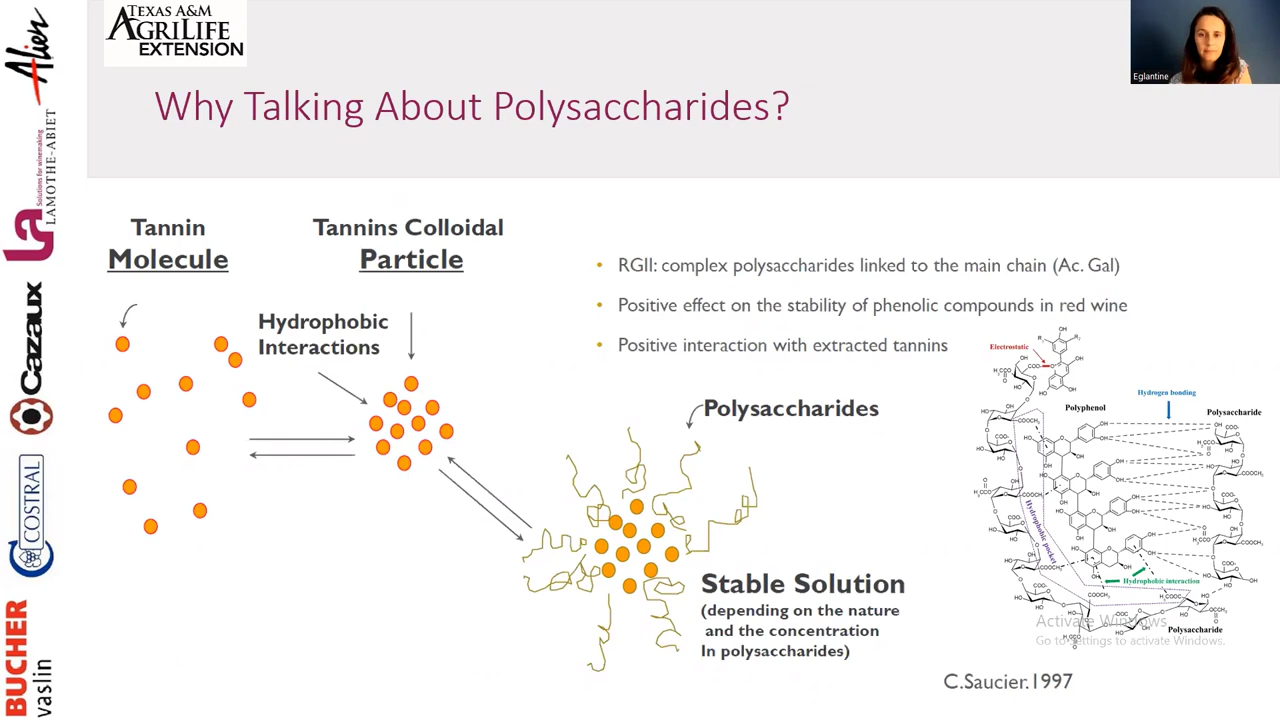 TEXAS A&M
AGRILIFE
EXTENSION
Eglantine
Alien
Solutions for winemaking
LAMOTHE-ABIET
La
Cazaux
COSTRAL
BUCHER
vaslin
Why Talking About Polysaccharides?
Tannin
Molecule
Tannins Colloidal
Particle
Hydrophobic
Interactions
• RGII: complex polysaccharides linked to the main chain (Ac. Gal)
• Positive effect on the stability of phenolic compounds in red wine
• Positive interaction with extracted tannins
Polysaccharides
Stable Solution
(depending on the nature
and the concentration
In polysaccharides)
Electrostatic
Hydrogen bonding
Polyphenol
Polysaccharide
Hydrophobic pocket
Hydrophobic interaction
Polysaccharide
Activate Windows
Go to Settings to activate Windows.
C.Saucier.1997